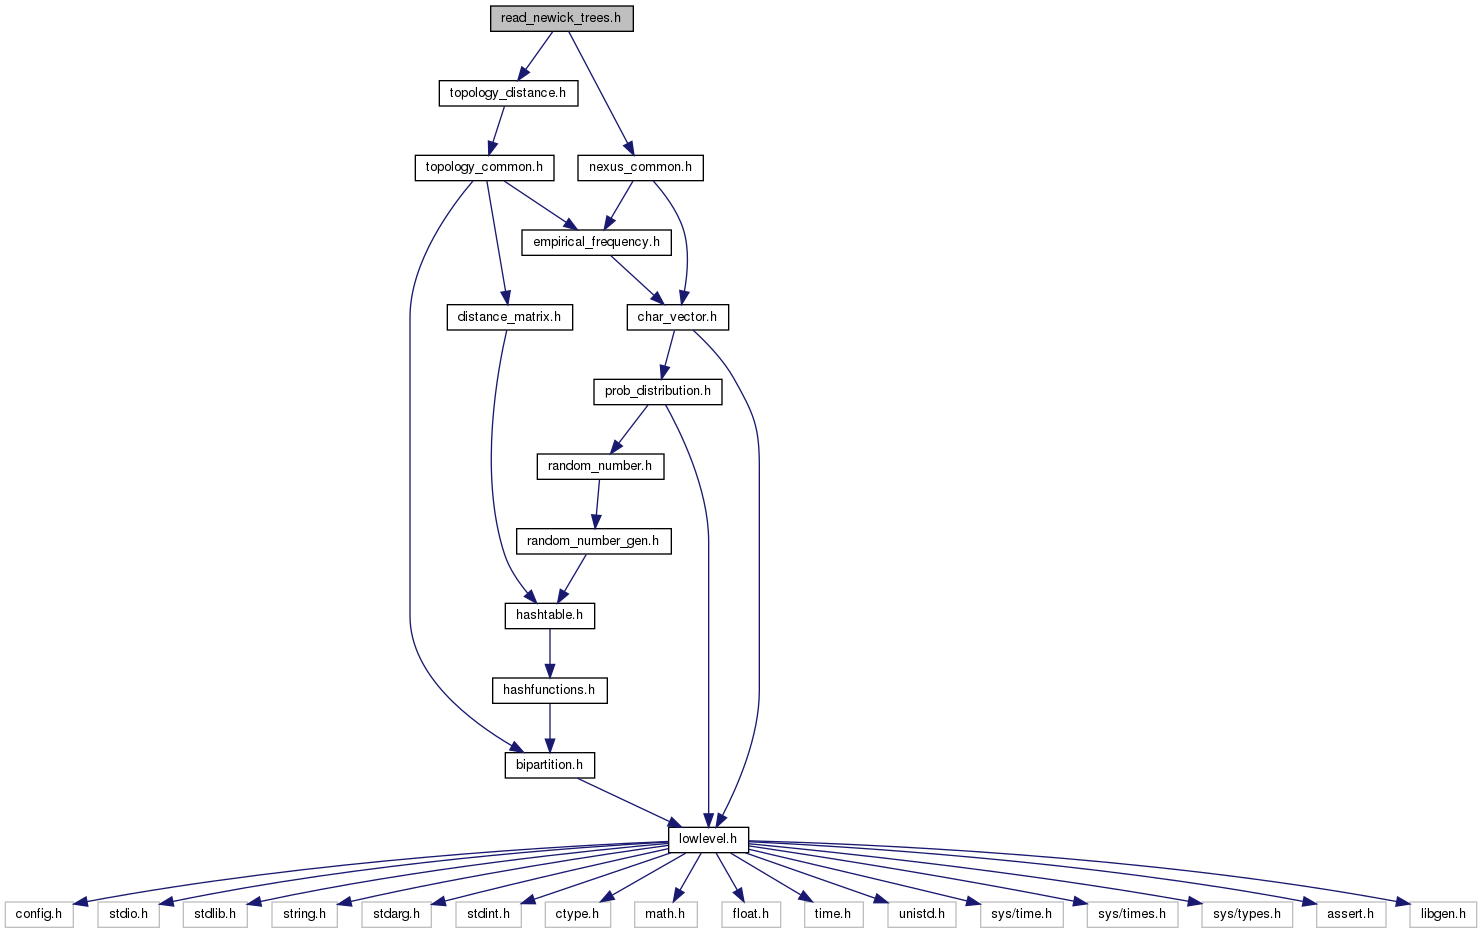 read_newick_trees.h
topology_distance.h
topology_common.h
nexus_common.h
empirical_frequency.h
distance_matrix.h
char_vector.h
prob_distribution.h
random_number.h
random_number_gen.h
hashtable.h
hashfunctions.h
bipartition.h
lowlevel.h
config.h
stdio.h
stdlib.h
string.h
stdarg.h
stdint.h
ctype.h
math.h
float.h
time.h
unistd.h
sys/time.h
sys/times.h
sys/types.h
assert.h
libgen.h